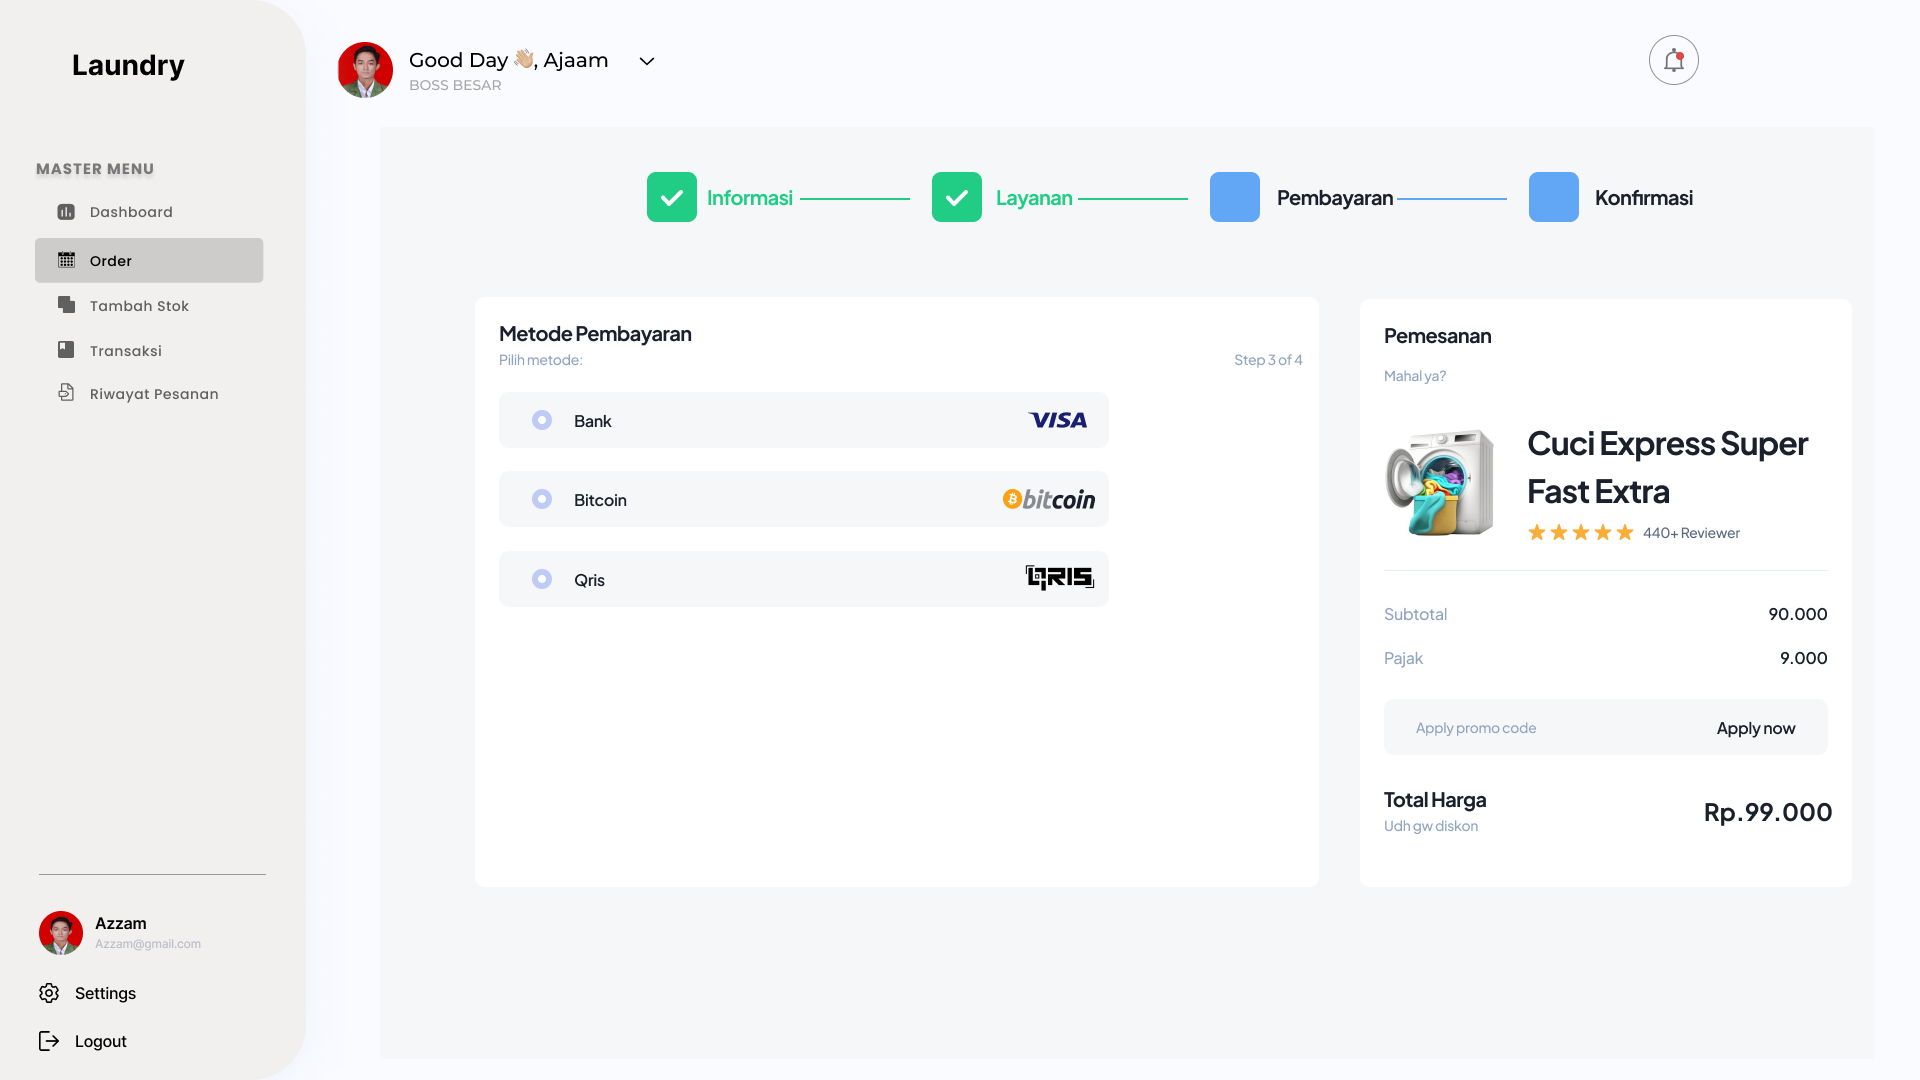 Laundry
MASTER MENU
Dashboard
Order
Tambah Stok
Transaksi
Riwayat Pesanan
Azzam
Azzam@gmail.com
Settings
Logout
Good Day 👋🏼, Ajaam
BOSS BESAR
Informasi
Layanan
Pembayaran
Konfirmasi
Metode Pembayaran
Pilih metode:
Step 3 of 4
Bank
VISA
Bitcoin
bitcoin
Qris
QRIS
Pemesanan
Mahal ya?
Cuci Express Super
Fast Extra
440+ Reviewer
Subtotal
90.000
Pajak
9.000
Apply promo code
Apply now
Total Harga
Udh gw diskon
Rp.99.000